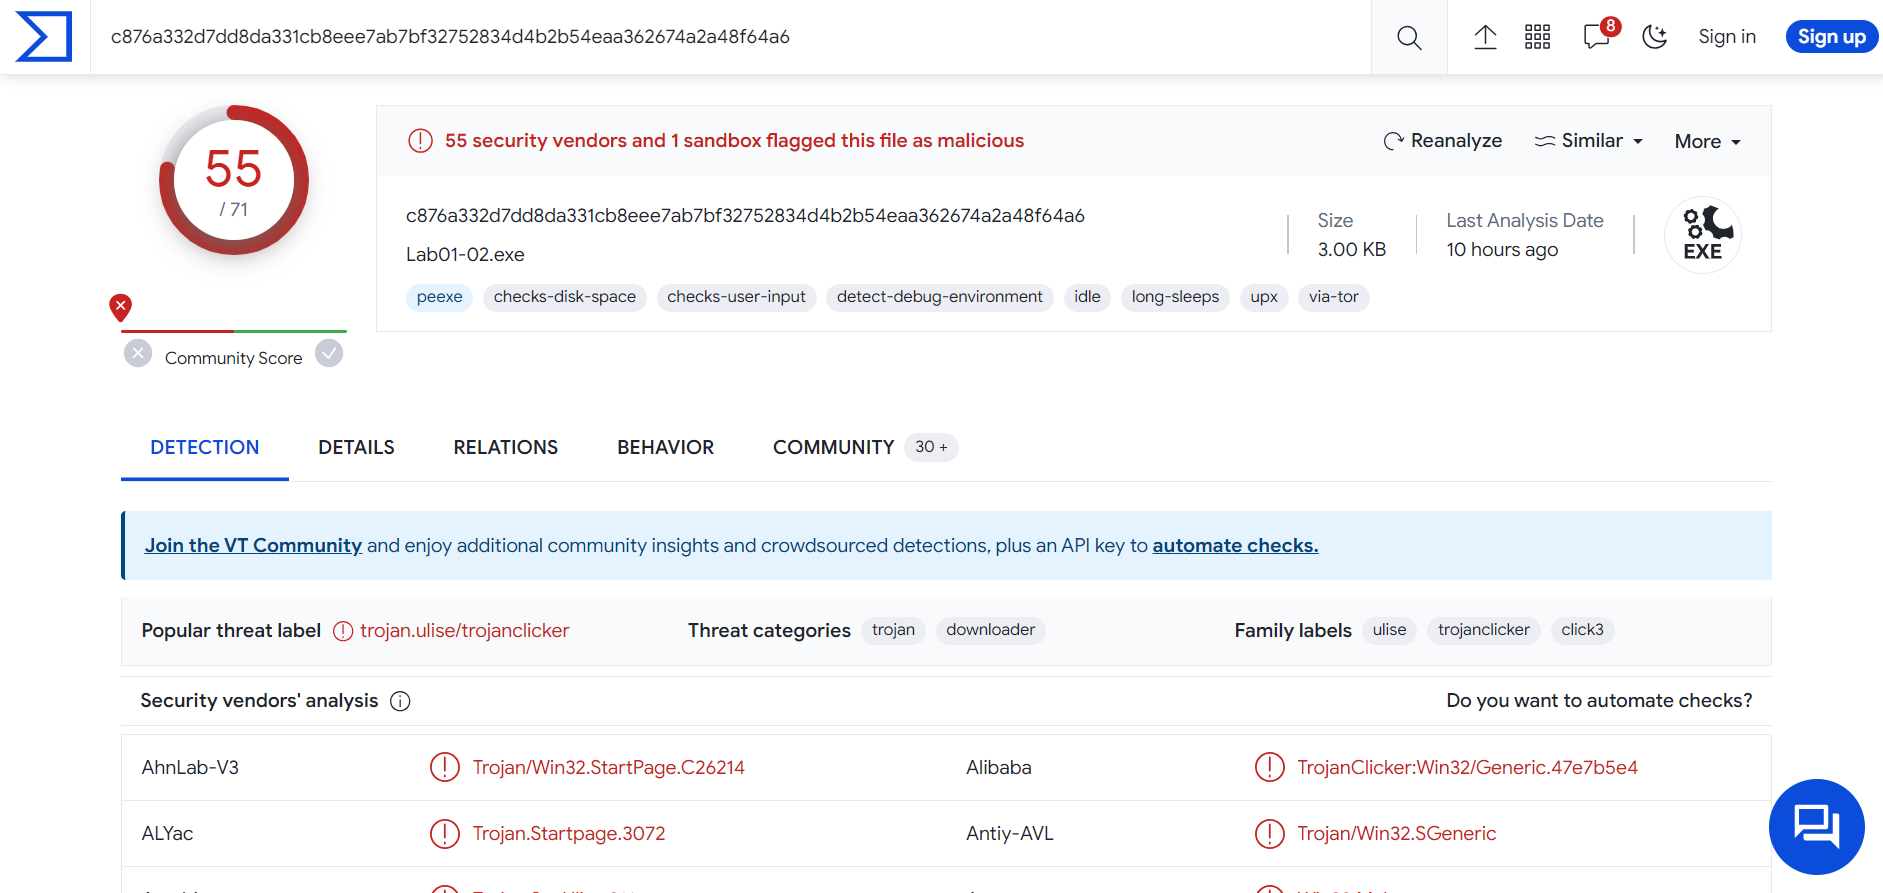 c876a332d7dd8da331cb8eee7ab7bf32752834d4b2b54eaa362674a2a48f64a6
8
Sign in
Sign up
55
/ 71
55 security vendors and 1 sandbox flagged this file as malicious
Reanalyze
Similar
More
c876a332d7dd8da331cb8eee7ab7bf32752834d4b2b54eaa362674a2a48f64a6
Lab01-02.exe
Size
3.00 KB
Last Analysis Date
10 hours ago
EXE
peexe
checks-disk-space
checks-user-input
detect-debug-environment
idle
long-sleeps
upx
via-tor
Community Score
DETECTION
DETAILS
RELATIONS
BEHAVIOR
COMMUNITY
30 +
Join the VT Community and enjoy additional community insights and crowdsourced detections, plus an API key to automate checks.
Popular threat label
trojan.ulise/trojanclicker
Threat categories
trojan
downloader
Family labels
ulise
trojanclicker
click3
Security vendors' analysis
Do you want to automate checks?
AhnLab-V3
Trojan/Win32.StartPage.C26214
Alibaba
TrojanClicker:Win32/Generic.47e7b5e4
ALYac
Trojan.Startpage.3072
Antiy-AVL
Trojan/Win32.SGeneric